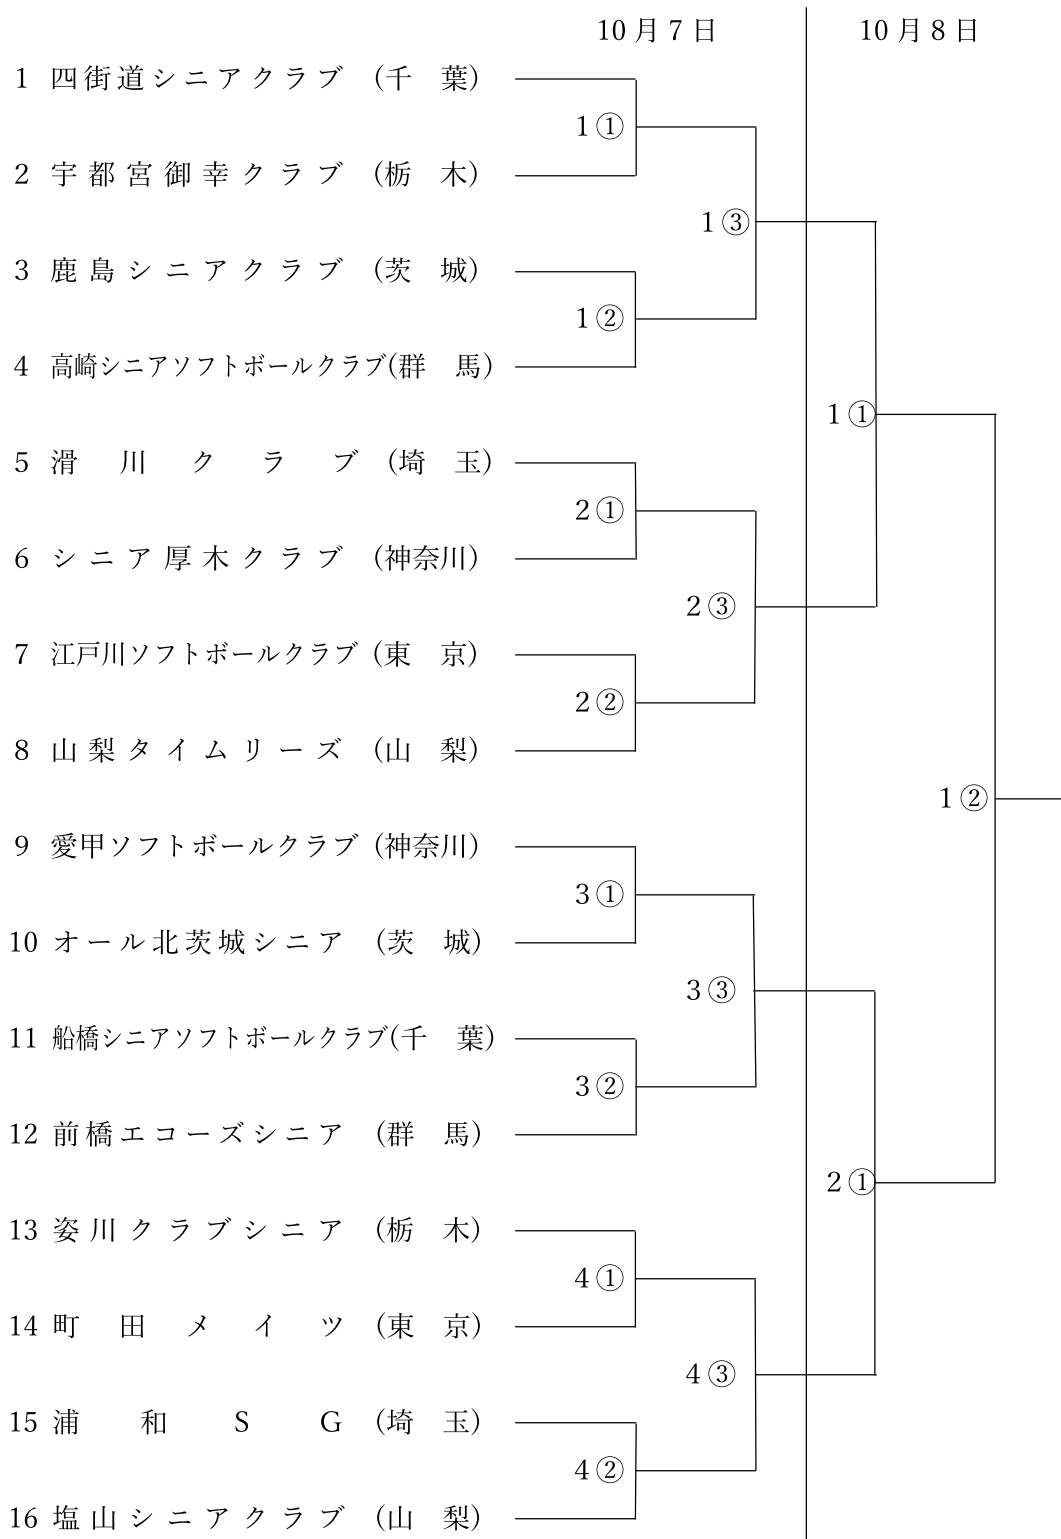 10月7日 10月8日
1 四街道シニアクラブ (千 葉)
1①
2 宇都宮御幸クラブ (栃 木)
1③
3 鹿島シニアクラブ (茨 城)
1②
4 高崎シニアソフトボールクラブ(群 馬)
1①
5 滑川クラブ (埼 玉)
2①
6 シニア厚木クラブ (神奈川)
2③
7 江戸川ソフトボールクラブ (東 京)
2②
8 山梨タイムリーズ (山 梨)
1②
9 愛甲ソフトボールクラブ (神奈川)
3①
10 オール北茨城シニア (茨 城)
3③
11 船橋シニアソフトボールクラブ(千 葉)
3②
12 前橋エコーズシニア (群 馬)
2①
13 姿川クラブシニア (栃 木)
4①
14 町田メイツ (東 京)
4③
15 浦和SG (埼 玉)
4②
16 塩山シニアクラブ (山 梨)